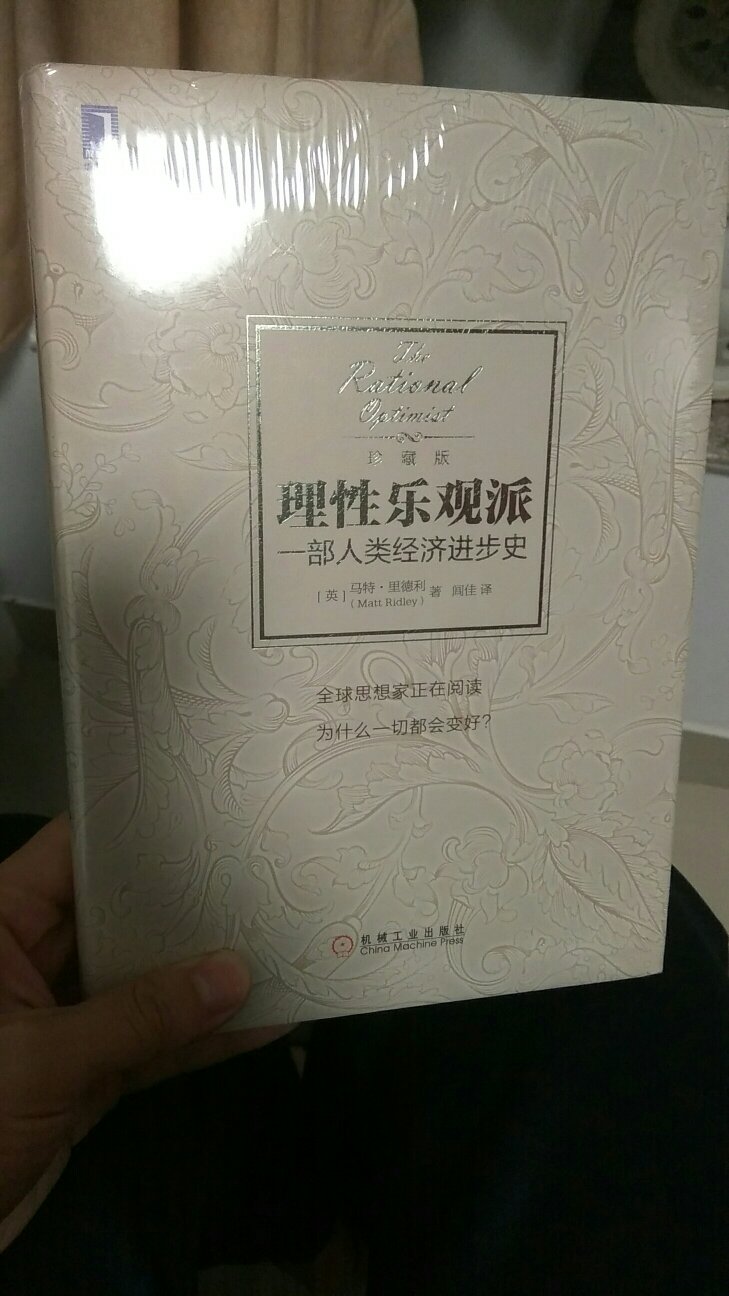 The
Rational
Optimist
珍藏版
理性乐观派
一部人类经济进步史
[英] 马特·里德利 著 闾佳 译
(Matt Ridley)
全球思想家正在阅读
为什么一切都会变好?
机械工业出版社
China Machine Press